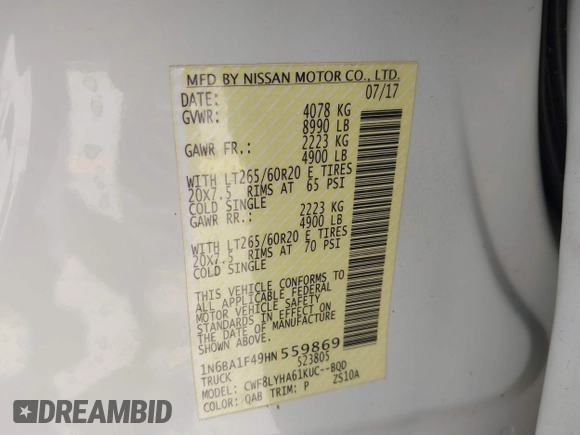 MFD BY NISSAN MOTOR CO., LTD.
DATE: 07/17
GVWR: 4078 KG
8990 LB
GAWR FR.: 2223 KG
4900 LB
WITH LT265/60R20 E TIRES
20X7.5 RIMS AT 65 PSI
COLD SINGLE
GAWR RR.: 2223 KG
4900 LB
WITH LT265/60R20 E TIRES
20X7.5 RIMS AT 70 PSI
COLD SINGLE
THIS VEHICLE CONFORMS TO
ALL APPLICABLE FEDERAL
MOTOR VEHICLE SAFETY
STANDARDS IN EFFECT ON
THE DATE OF MANUFACTURE
1N6BA1F49HN559869
TRUCK 523805
MODEL: CWF8LYHA61KUC--BQD
COLOR: QAB TRIM: P ZS10A
DREAMBID